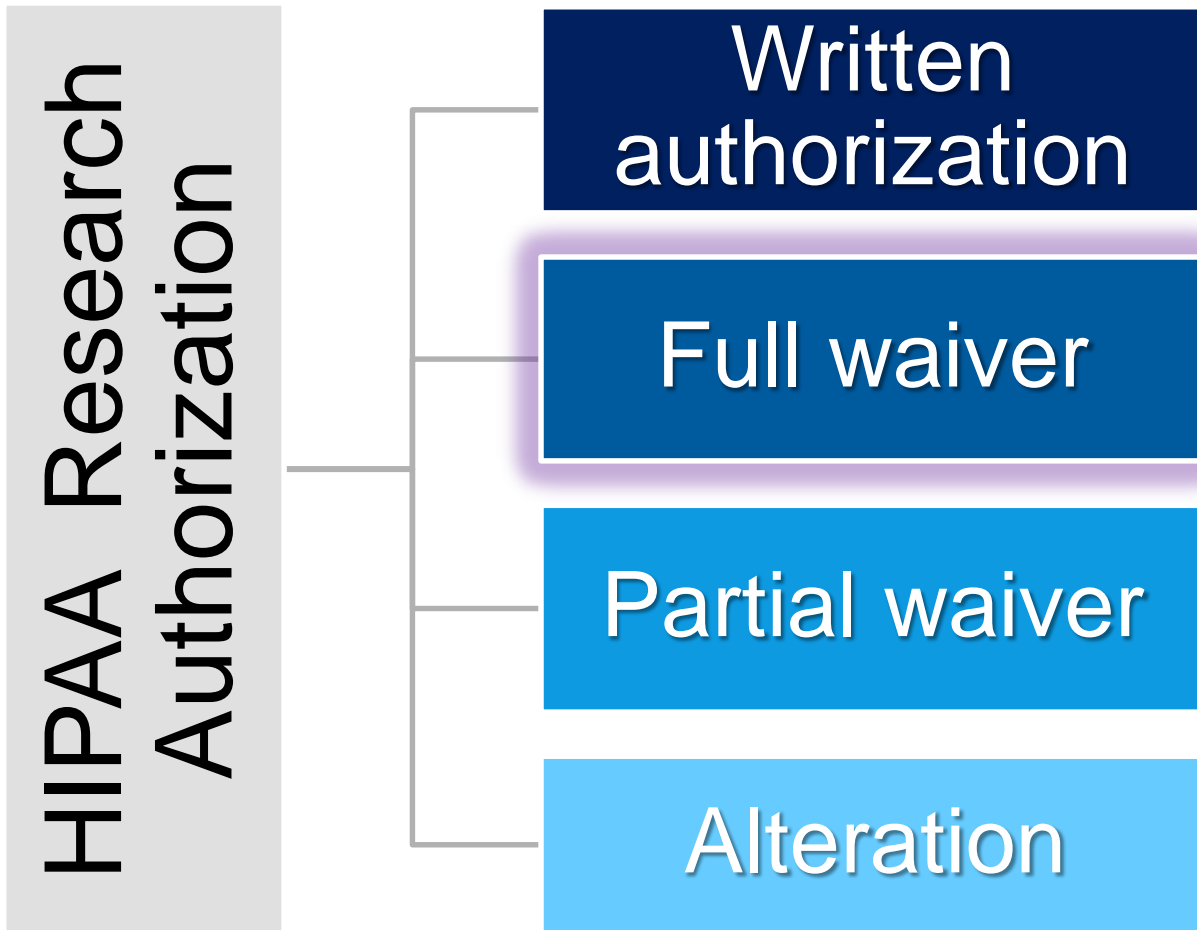 HIPAA Research
Authorization
Written
authorization
Full waiver
Partial waiver
Alteration